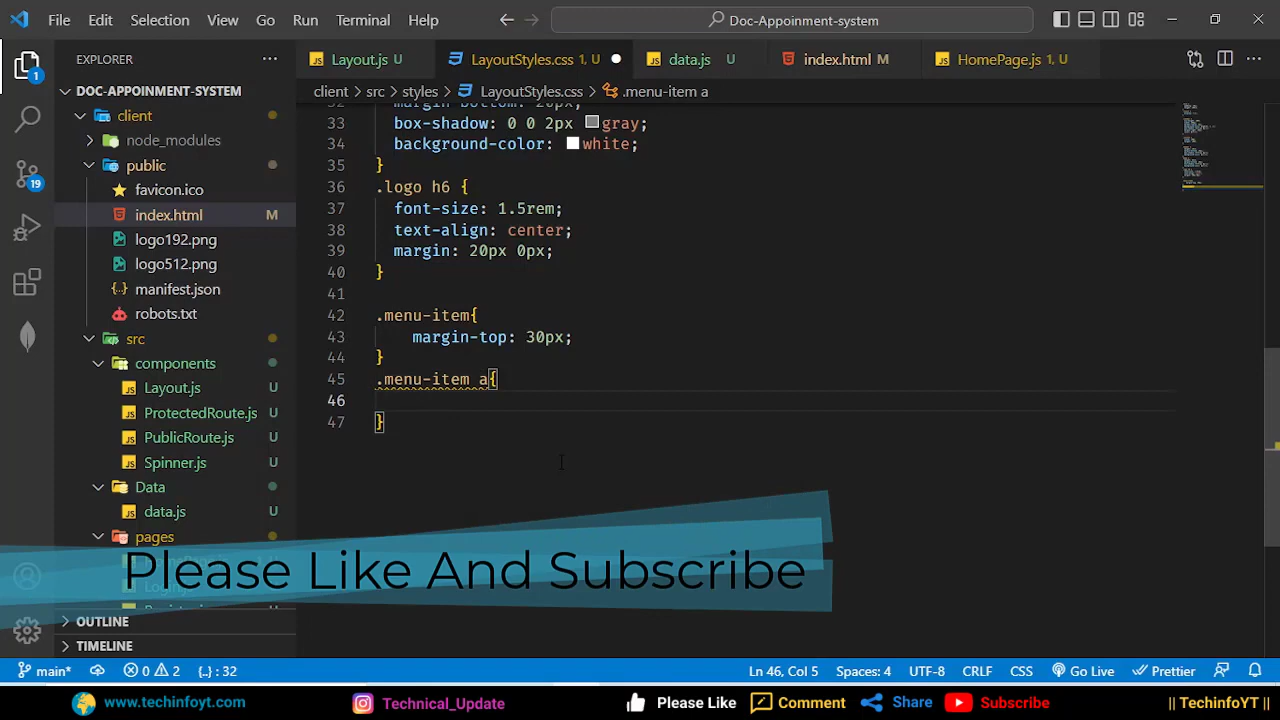 File Edit Selection View Go Run Terminal Help
Doc-Appoinment-system
EXPLORER
Layout.js U
LayoutStyles.css 1, U
data.js U
index.html M
HomePage.js 1, U
client > src > styles > LayoutStyles.css > .menu-item a
DOC-APPOINMENT-SYSTEM
client
node_modules
public
favicon.ico
index.html M
logo192.png
logo512.png
manifest.json
robots.txt
src
components
Layout.js U
ProtectedRoute.js U
PublicRoute.js U
Spinner.js U
Data
data.js U
pages
OUTLINE
TIMELINE
1
19
33 box-shadow: 0 0 2px gray;
34 background-color: white;
35 }
36 .logo h6 {
37 font-size: 1.5rem;
38 text-align: center;
39 margin: 20px 0px;
40 }
41
42 .menu-item{
43 margin-top: 30px;
44 }
45 .menu-item a{
46
47 }
Please Like And Subscribe
main* 0 2 {..} : 32 Ln 46, Col 5 Spaces: 4 UTF-8 CRLF CSS Go Live Prettier
www.techinfoyt.com Technical_Update Please Like Comment Share Subscribe || TechinfoYT ||